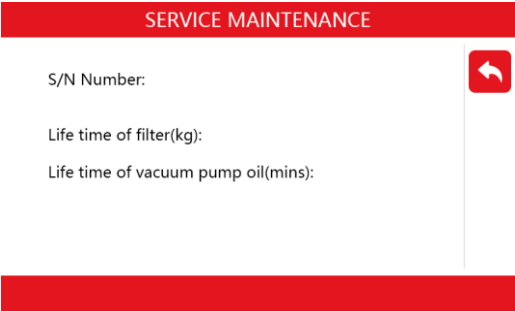 SERVICE MAINTENANCE
S/N Number:
Life time of filter(kg):
Life time of vacuum pump oil(mins):